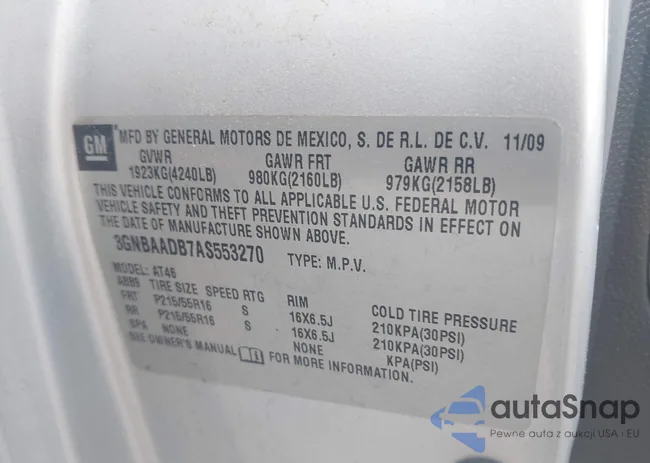 GM
MFD BY GENERAL MOTORS DE MEXICO, S. DE R.L. DE C.V. 11/09
GVWR GAWR FRT GAWR RR
1923KG(4240LB) 980KG(2160LB) 979KG(2158LB)
THIS VEHICLE CONFORMS TO ALL APPLICABLE U.S. FEDERAL MOTOR
VEHICLE SAFETY AND THEFT PREVENTION STANDARDS IN EFFECT ON
THE DATE OF MANUFACTURE SHOWN ABOVE.
3GNBAADB7AS553270 TYPE: M.P.V.
MODEL: AT46
ABBS TIRE SIZE SPEED RTG RIM COLD TIRE PRESSURE
FRT P215/55R16 S 16X6.5J 210KPA(30PSI)
RR P215/55R16 S 16X6.5J 210KPA(30PSI)
SPA NONE NONE KPA(PSI)
SEE OWNER'S MANUAL FOR MORE INFORMATION.
autaSnap
Pewne auta z aukcji USA i EU